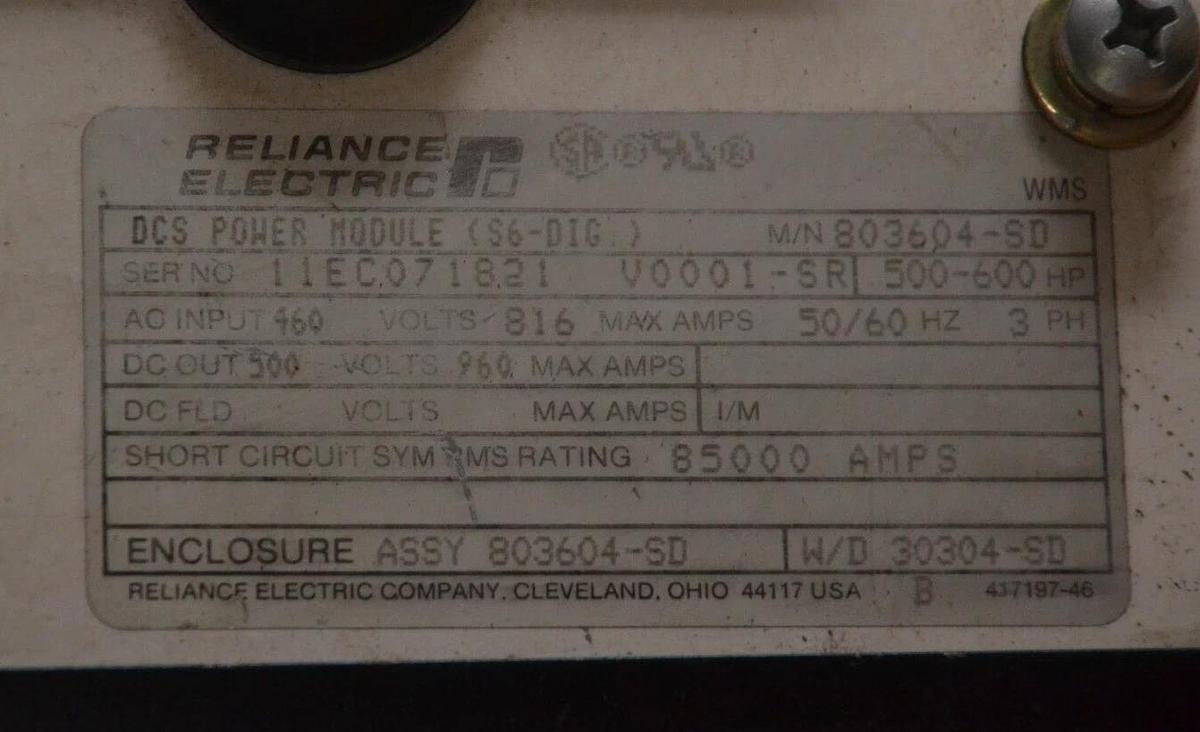 RELIANCE
ELECTRIC
WMS
DCS POWER MODULE (S6-DIG.) M/N 803604-SD
SER NO 11EC071821 V0001-SR 500-600 HP
AC INPUT 460 VOLTS 816 MAX AMPS 50/60 HZ 3 PH
DC OUT 500 VOLTS 960 MAX AMPS
DC FLD VOLTS MAX AMPS I/M
SHORT CIRCUIT SYM RMS RATING 85000 AMPS
ENCLOSURE ASSY 803604-SD W/D 30304-SD
RELIANCE ELECTRIC COMPANY, CLEVELAND, OHIO 44117 USA B 417197-46